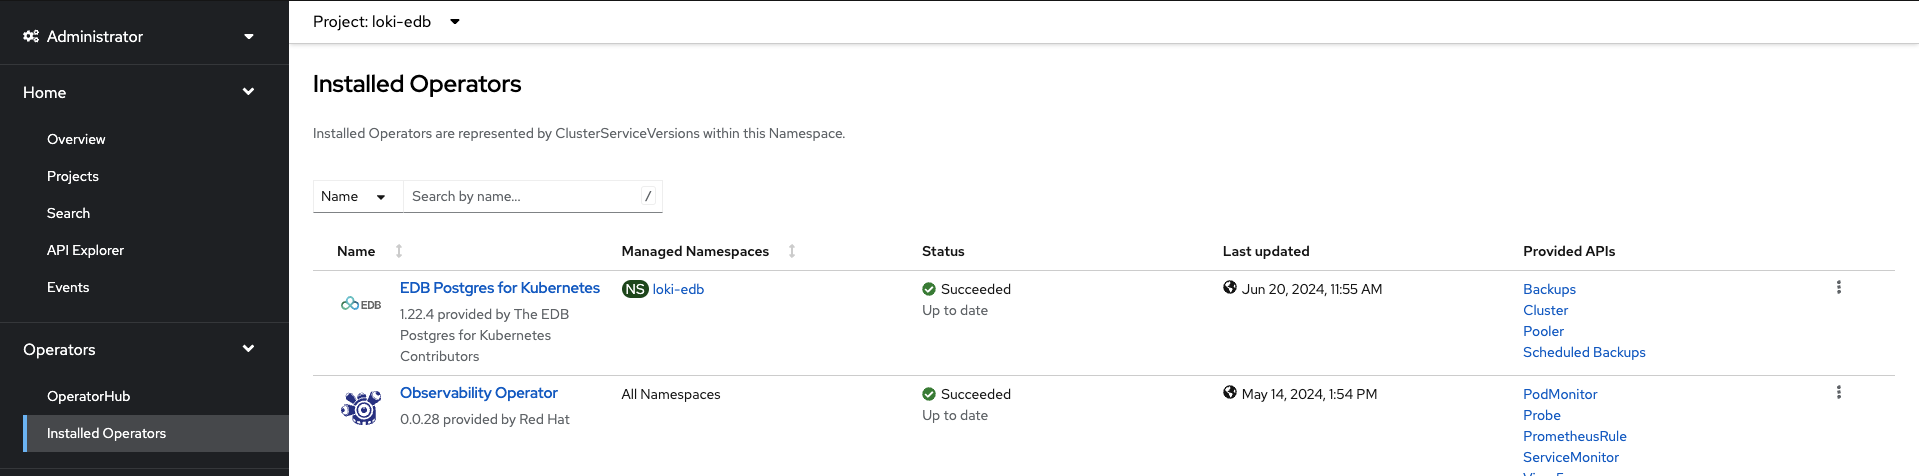 Administrator
Home
Overview
Projects
Search
API Explorer
Events
Operators
OperatorHub
Installed Operators
Project: loki-edb
Installed Operators
Installed Operators are represented by ClusterServiceVersions within this Namespace.
Name Search by name... /
Name Managed Namespaces Status Last updated Provided APIs
EDB EDB Postgres for Kubernetes NS loki-edb Succeeded Jun 20, 2024, 11:55 AM Backups
1.22.4 provided by The EDB Up to date Cluster
Postgres for Kubernetes Pooler
Contributors Scheduled Backups
Observability Operator All Namespaces Succeeded May 14, 2024, 1:54 PM PodMonitor
0.0.28 provided by Red Hat Up to date Probe
PrometheusRule
ServiceMonitor